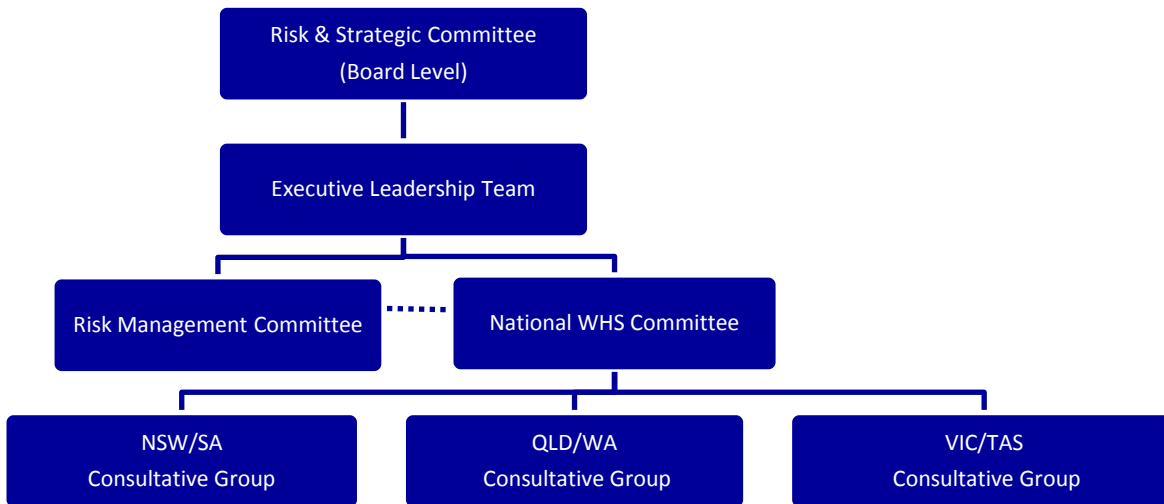 Risk & Strategic Committee
(Board Level)
Executive Leadership Team
Risk Management Committee
National WHS Committee
NSW/SA
Consultative Group
QLD/WA
Consultative Group
VIC/TAS
Consultative Group